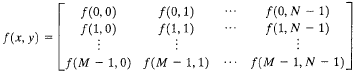 f(0, 0) f(0, 1) ⋯ f(0, N − 1)
f(x, y) = f(1, 0) f(1, 1) ⋯ f(1, N − 1)
⋮ ⋮ ⋮
f(M − 1, 0) f(M − 1, 1) ⋯ f(M − 1, N − 1)